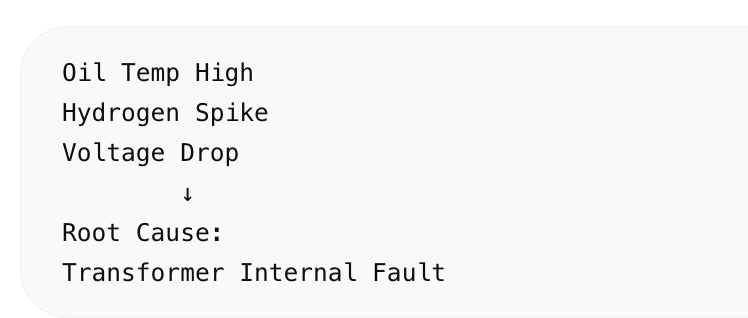 Oil Temp High
Hydrogen Spike
Voltage Drop
↓
Root Cause:
Transformer Internal Fault